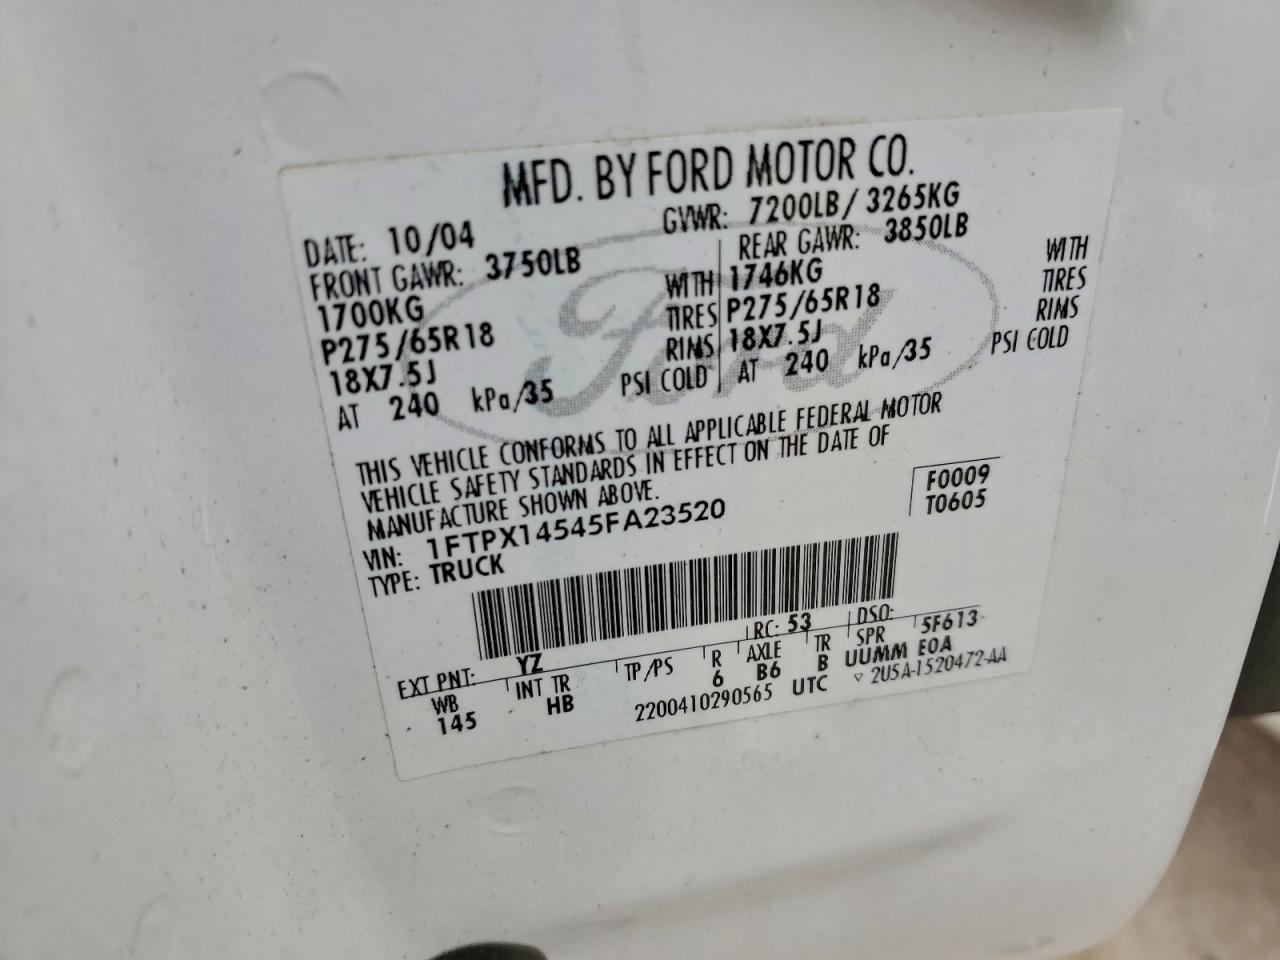 MFD. BY FORD MOTOR CO.
DATE: 10/04 GVWR: 7200LB/ 3265KG
FRONT GAWR: 3750LB REAR GAWR: 3850LB
1700KG WITH 1746KG WITH
P275/65R18 TIRES P275/65R18 TIRES
18X7.5J RIMS 18X7.5J RIMS
AT 240 kPa/35 PSI COLD AT 240 kPa/35 PSI COLD
Ford
THIS VEHICLE CONFORMS TO ALL APPLICABLE FEDERAL MOTOR
VEHICLE SAFETY STANDARDS IN EFFECT ON THE DATE OF
MANUFACTURE SHOWN ABOVE.
F0009
VIN: 1FTPX14545FA23520 T0605
TYPE: TRUCK
EXT PNT: YZ RC: 53 DSO:
WB INT TR TP/PS R AXLE TR SPR 5F613
145 HB 6 B6 B UUMM E0A
2200410290565 UTC ▽ 2U5A-1520472-AA